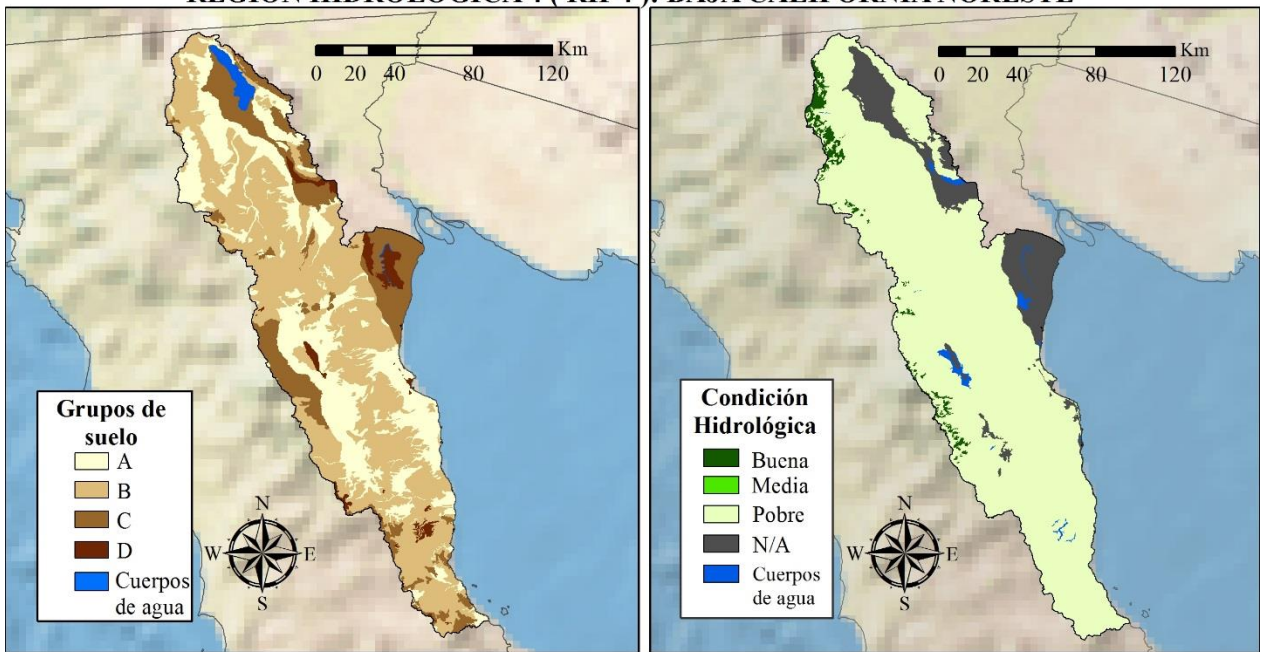 REGIÓN HIDROLÓGICA 4 ( RH-4 ): BAJA CALIFORNIA NORESTE
Km
0 20 40 80 120
Grupos de
suelo
A
B
C
D
Cuerpos
de agua
N
W E
S
Km
0 20 40 80 120
Condición
Hidrológica
Buena
Media
Pobre
N/A
Cuerpos
de agua
N
W E
S